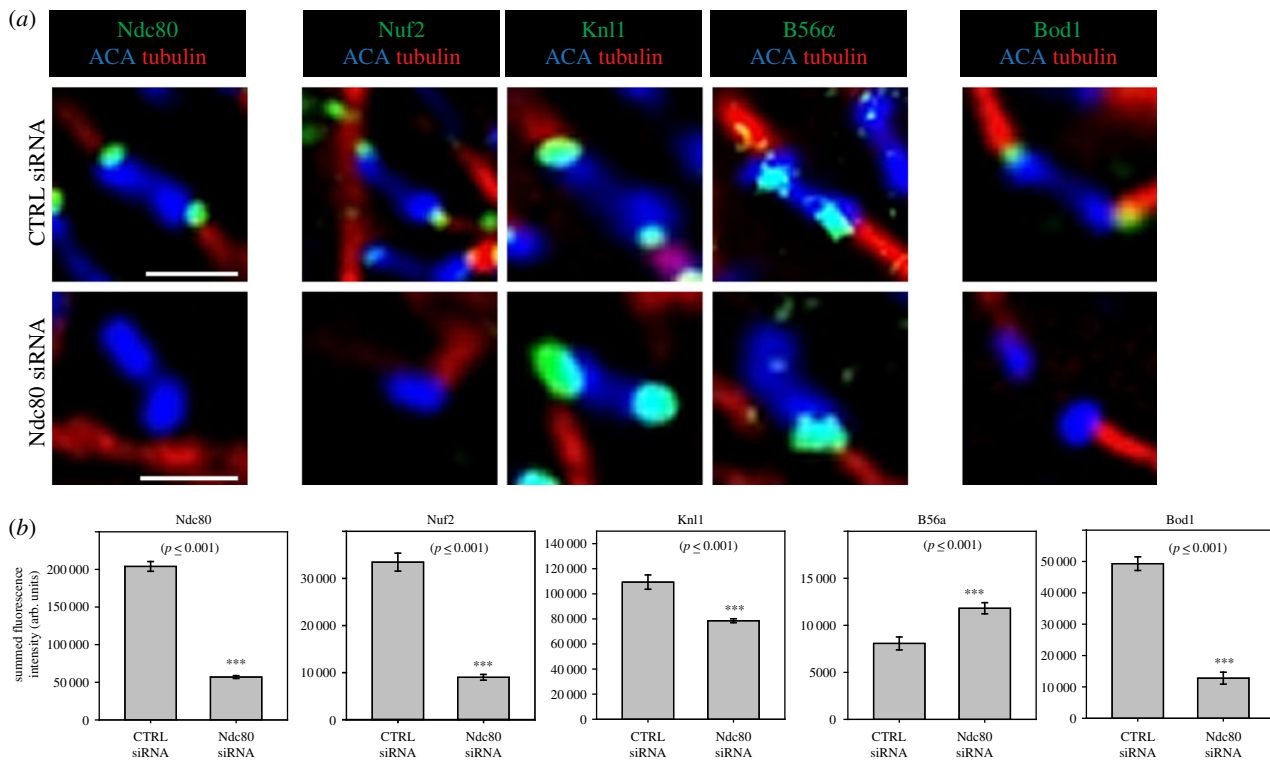 (a)
Ndc80
ACA tubulin
Nuf2
ACA tubulin
Knl1
ACA tubulin
B56α
ACA tubulin
Bod1
ACA tubulin
CTRL siRNA
Ndc80 siRNA
(b)
summed fluorescence
intensity (arb. units)
Ndc80
(p ≤ 0.001)
200 000
150 000
100 000
50 000
0
***
CTRL
siRNA
Ndc80
siRNA
Nuf2
(p ≤ 0.001)
30 000
20 000
10 000
0
***
CTRL
siRNA
Ndc80
siRNA
Knl1
(p ≤ 0.001)
140 000
120 000
100 000
80 000
60 000
40 000
20 000
0
***
CTRL
siRNA
Ndc80
siRNA
B56a
(p ≤ 0.001)
15 000
10 000
5000
0
***
CTRL
siRNA
Ndc80
siRNA
Bod1
(p ≤ 0.001)
50 000
40 000
30 000
20 000
10 000
0
***
CTRL
siRNA
Ndc80
siRNA